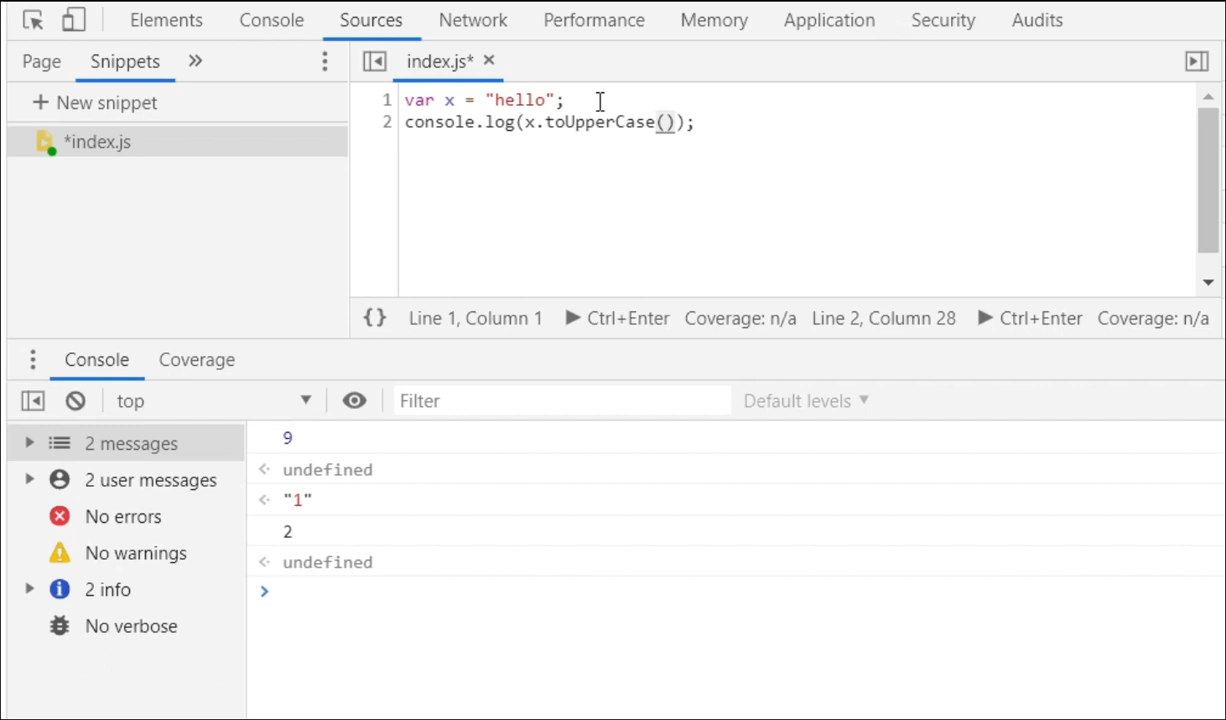 Elements Console Sources Network Performance Memory Application Security Audits
Page Snippets »
index.js* ×
+ New snippet
*index.js
1 var x = "hello";
2 console.log(x.toUpperCase());
{} Line 1, Column 1 Ctrl+Enter Coverage: n/a Line 2, Column 28 Ctrl+Enter Coverage: n/a
Console Coverage
top Filter Default levels
2 messages
2 user messages
No errors
No warnings
2 info
No verbose
9
undefined
"1"
2
undefined